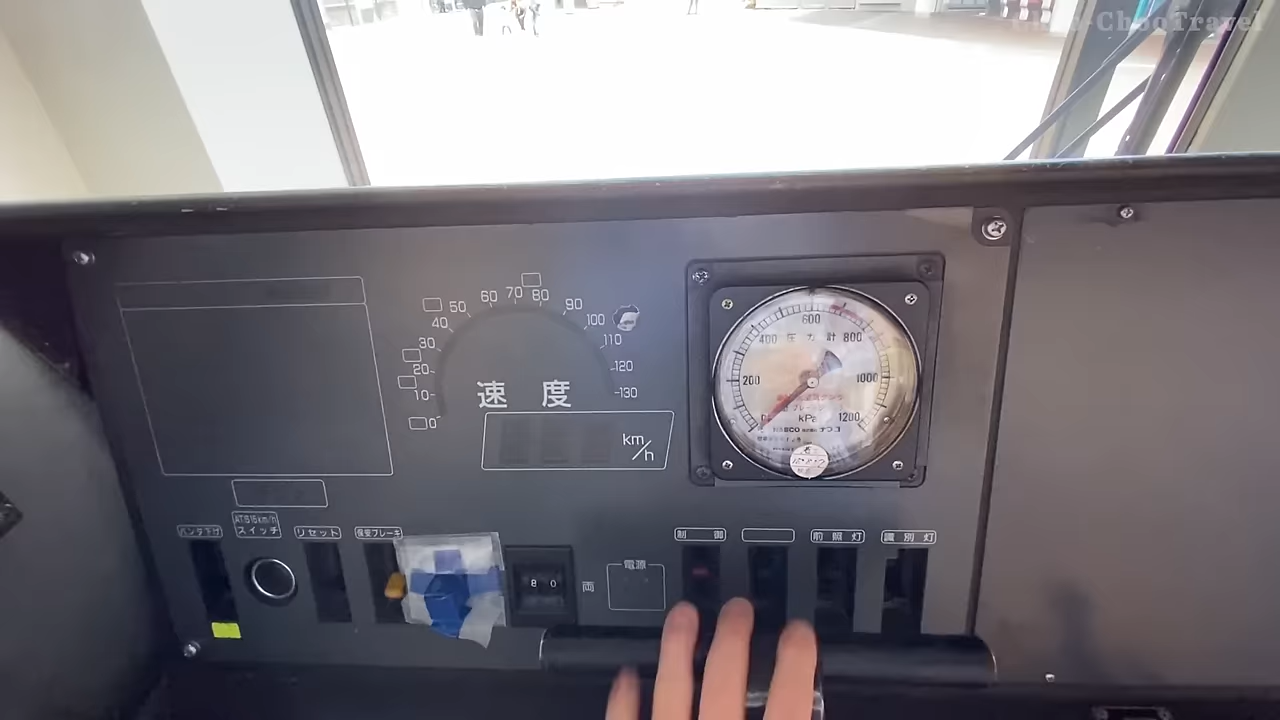 0
10
20
30
40
50
60
70
80
90
100
110
120
130
速 度
km/h
200
400
600
800
1000
1200
圧 力 計
kPa
パンタ下げ
スイッチ
リセット
保安ブレーキ
8 0
両
電源
制 御
前 照 灯
識 別 灯